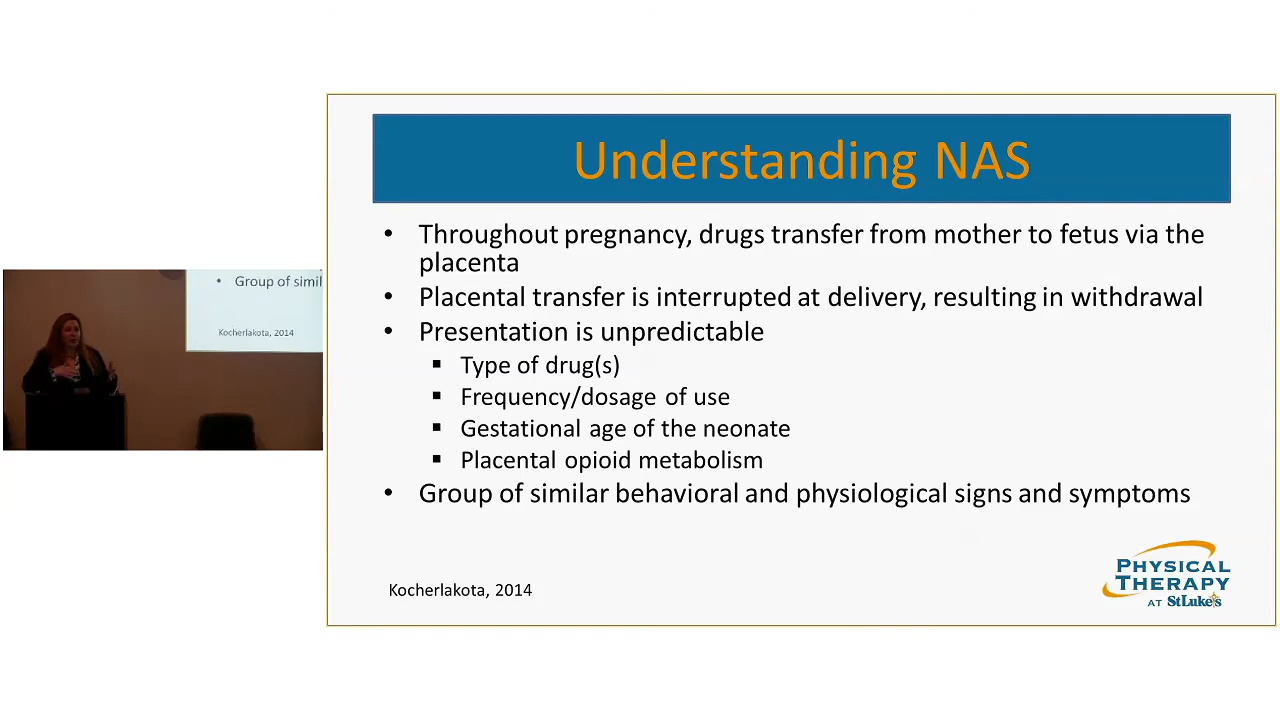 Understanding NAS
• Throughout pregnancy, drugs transfer from mother to fetus via the
placenta
• Placental transfer is interrupted at delivery, resulting in withdrawal
• Presentation is unpredictable
▪ Type of drug(s)
▪ Frequency/dosage of use
▪ Gestational age of the neonate
▪ Placental opioid metabolism
• Group of similar behavioral and physiological signs and symptoms
Kocherlakota, 2014
PHYSICAL
THERAPY
AT StLuke's
• Group of simil
Kocherlakota, 2014